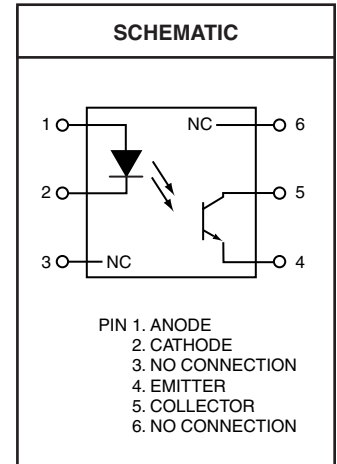 SCHEMATIC
1 NC 6
2 5
3 NC 4
PIN 1. ANODE
2. CATHODE
3. NO CONNECTION
4. EMITTER
5. COLLECTOR
6. NO CONNECTION